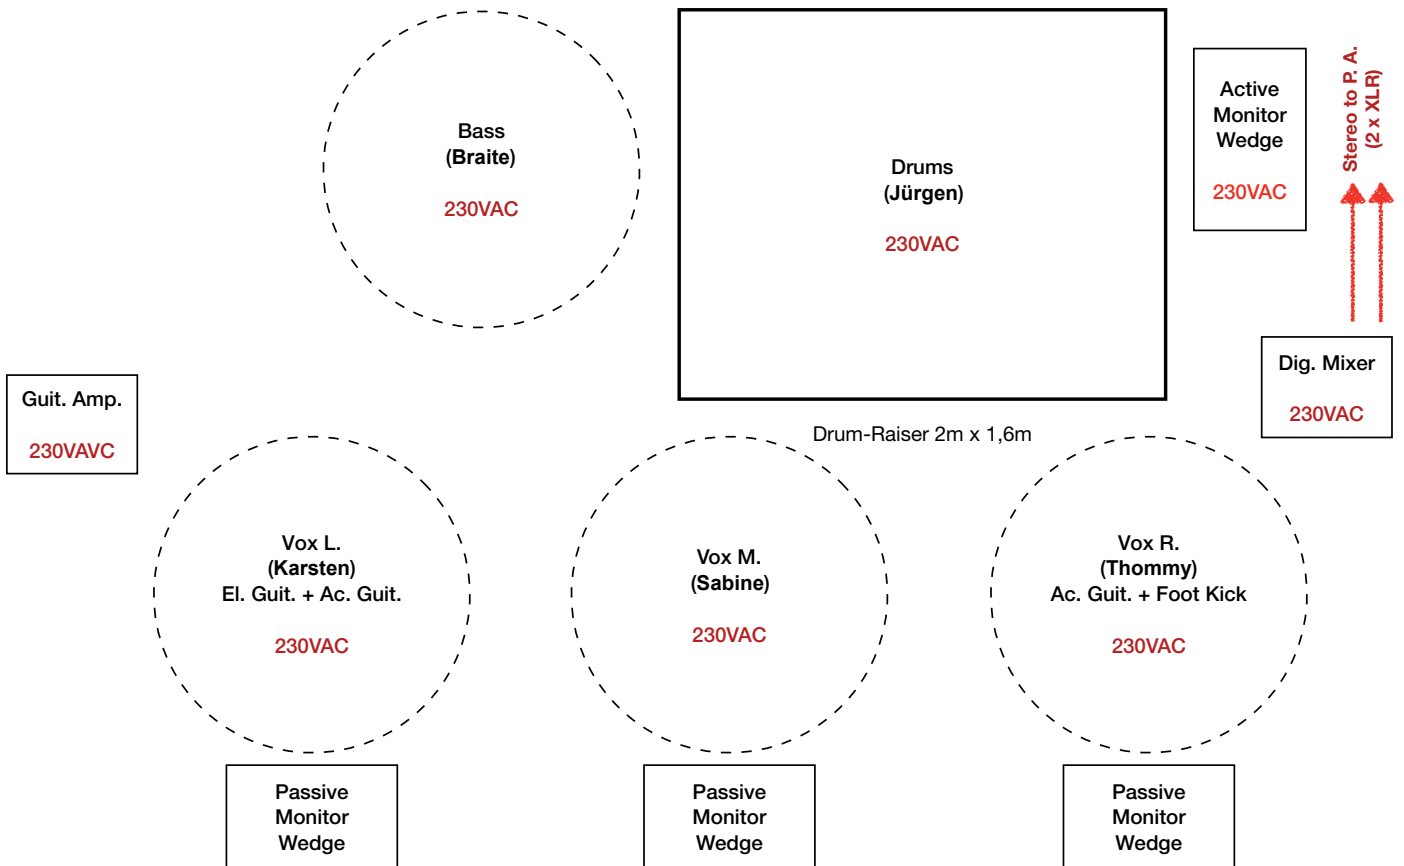 Bass
(Braite)
230VAC
Drums
(Jürgen)
230VAC
Active
Monitor
Wedge
230VAC
Stereo to P. A.
(2 x XLR)
Guit. Amp.
230VAVC
Dig. Mixer
230VAC
Drum-Raiser 2m x 1,6m
Vox L.
(Karsten)
El. Guit. + Ac. Guit.
230VAC
Vox M.
(Sabine)
230VAC
Vox R.
(Thommy)
Ac. Guit. + Foot Kick
230VAC
Passive
Monitor
Wedge
Passive
Monitor
Wedge
Passive
Monitor
Wedge